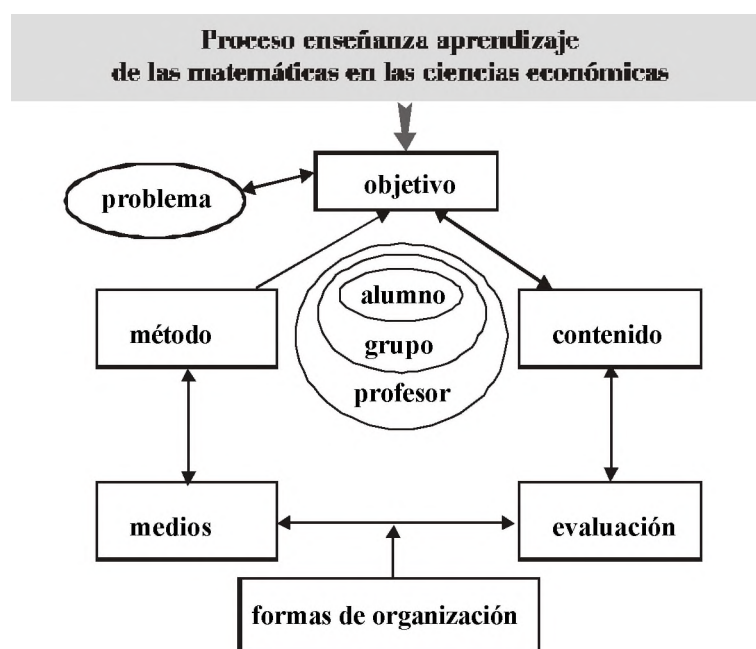 Proceso enseñanza aprendizaje
de las matemáticas en las ciencias económicas
objetivo
problema
alumno
método
grupo
contenido
profesor
medios
evaluación
formas de organización